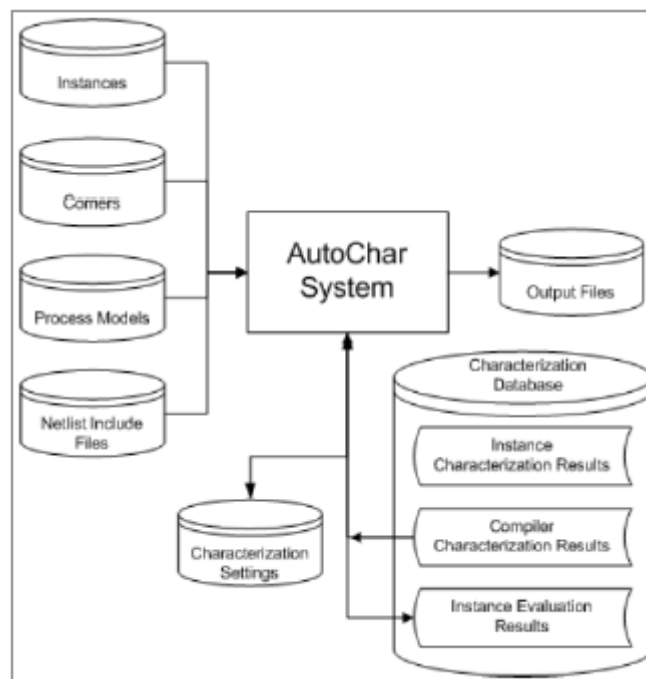 Instances
Corners
Process Models
Netlist Include
Files
AutoChar
System
Output Files
Characterization
Database
Instance
Characterization Results
Compiler
Characterization Results
Instance Evaluation
Results
Characterization
Settings